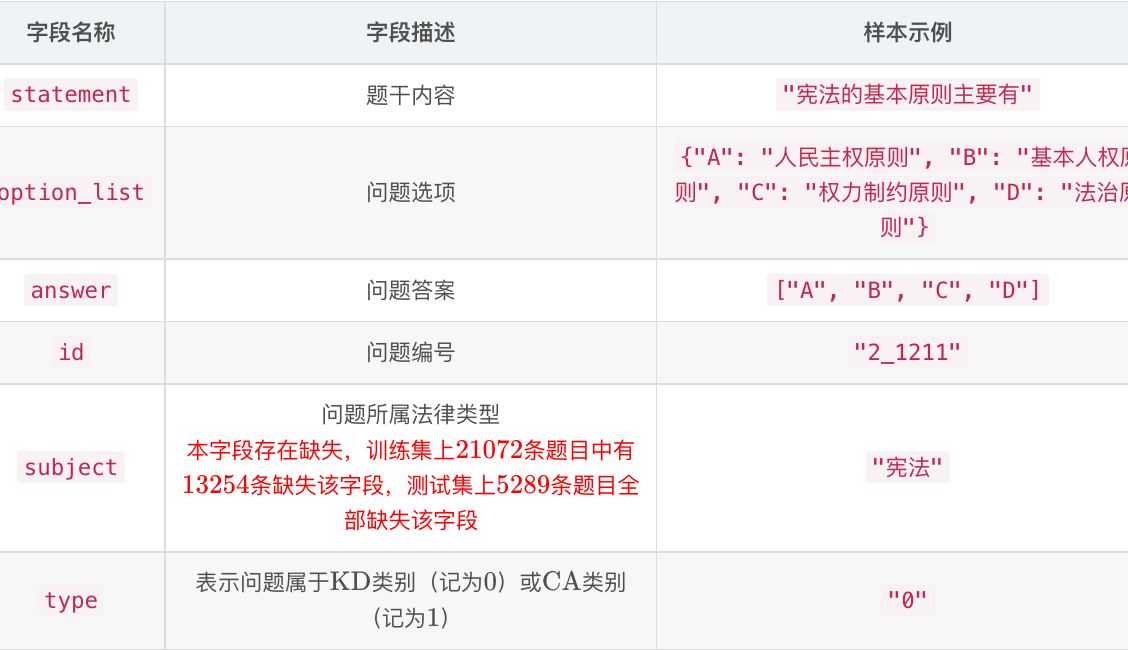 字段名称 字段描述 样本示例
statement 题干内容 "宪法的基本原则主要有"
option_list 问题选项 {"A": "人民主权原则", "B": "基本人权原
则", "C": "权力制约原则", "D": "法治原
则"}
answer 问题答案 ["A", "B", "C", "D"]
id 问题编号 "2_1211"
subject 问题所属法律类型
本字段存在缺失，训练集上21072条题目中有
13254条缺失该字段，测试集上5289条题目全
部缺失该字段
"宪法"
type 表示问题属于KD类别（记为0）或CA类别
（记为1）
"0"